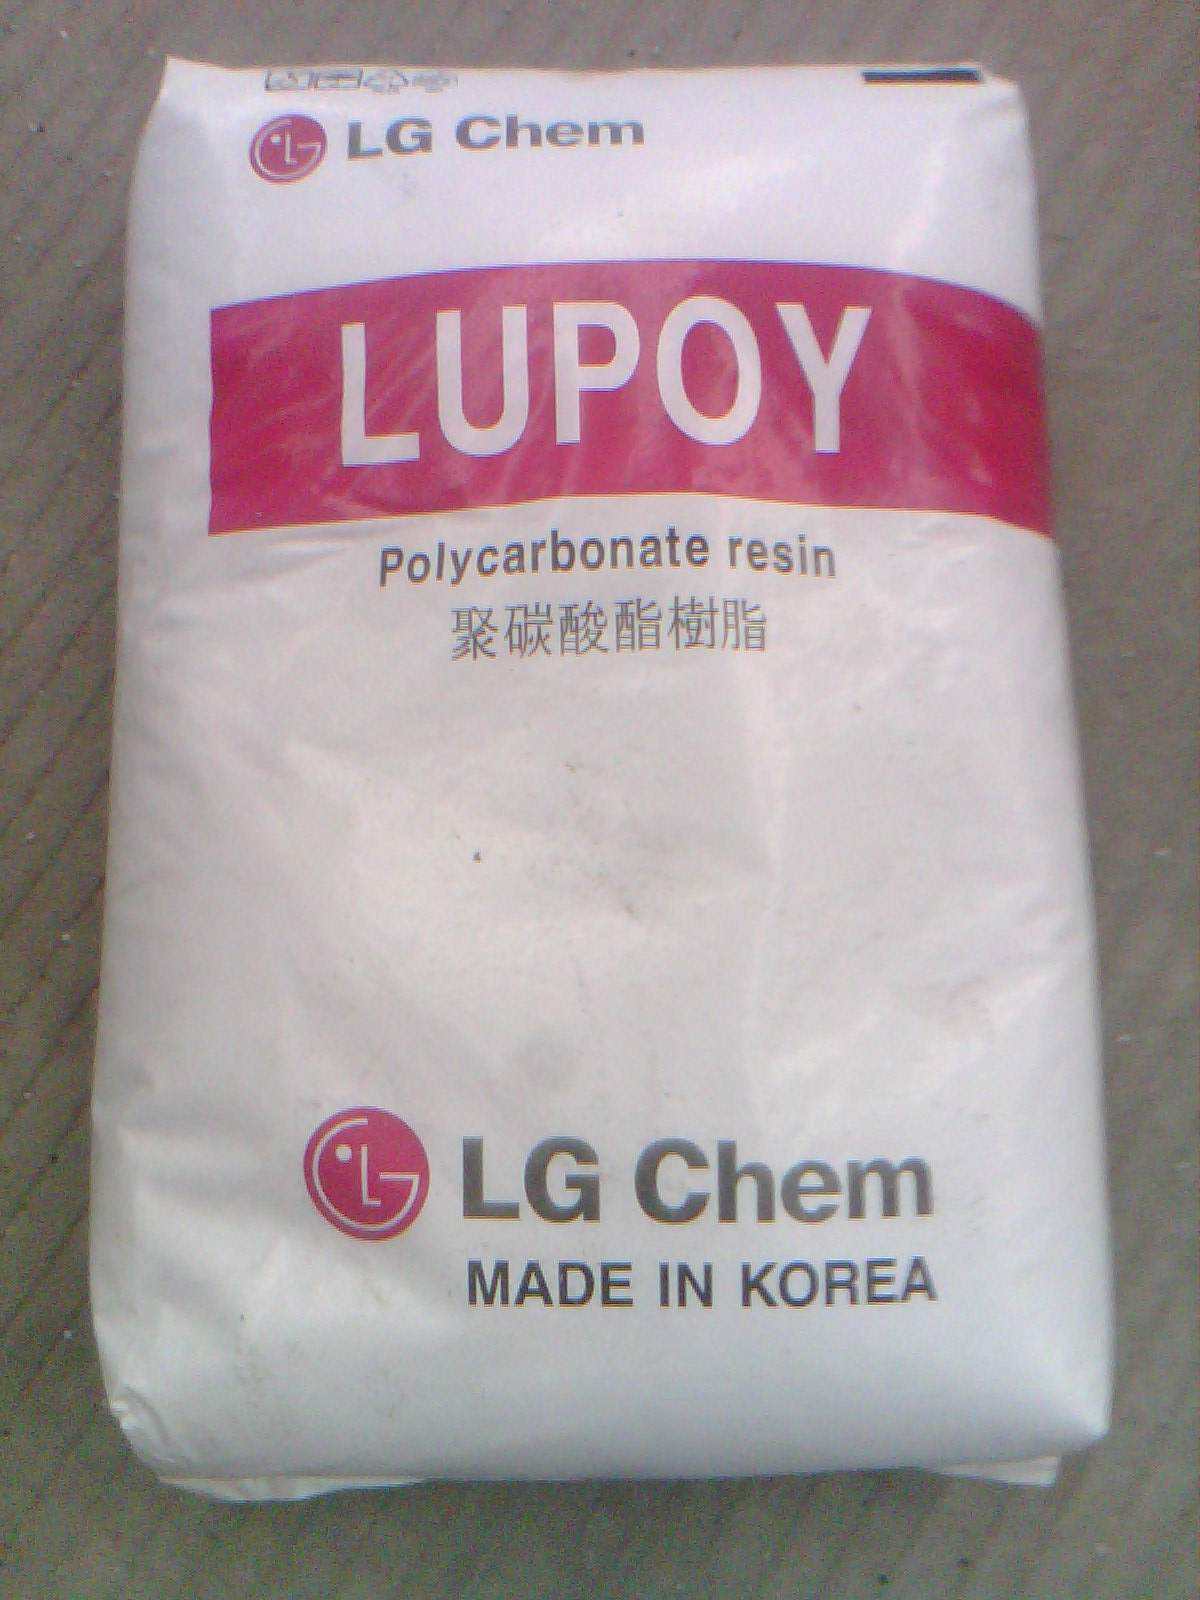 LG Chem
LUPOY
Polycarbonate resin
聚碳酸酯樹脂
LG Chem
MADE IN KOREA